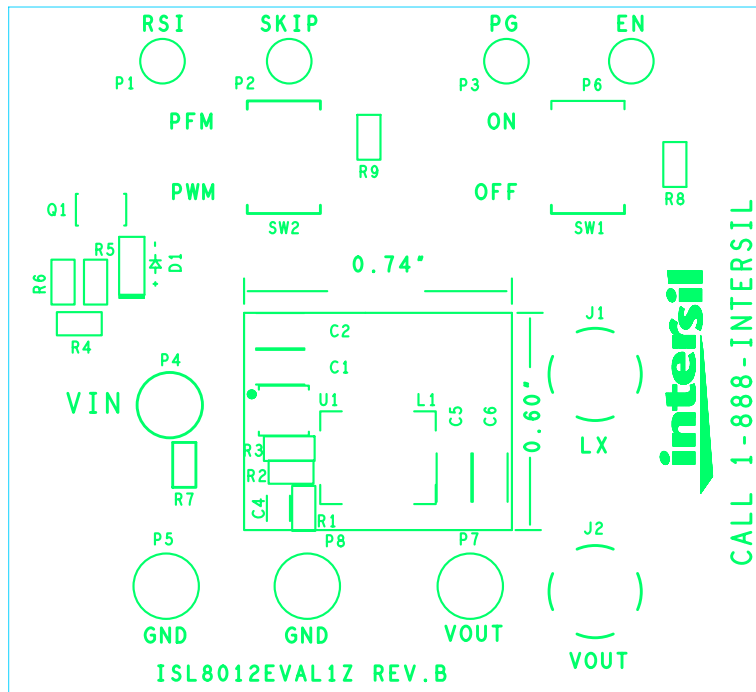 RSI SKIP PG EN
P1 P2 P3 P6
PFM ON
R9
PWM OFF
R8
Q1
SW2 SW1
R5 D1
0.74"
R6
R4
C2
J1
P4
C1
VIN
U1 L1 C5 C6
0.60"
R3
LX
R2
R7
C4 R1
P5 P8 P7
J2
GND GND VOUT
VOUT
ISL8012EVAL1Z REV.B
intersil
CALL 1-888-INTERSIL